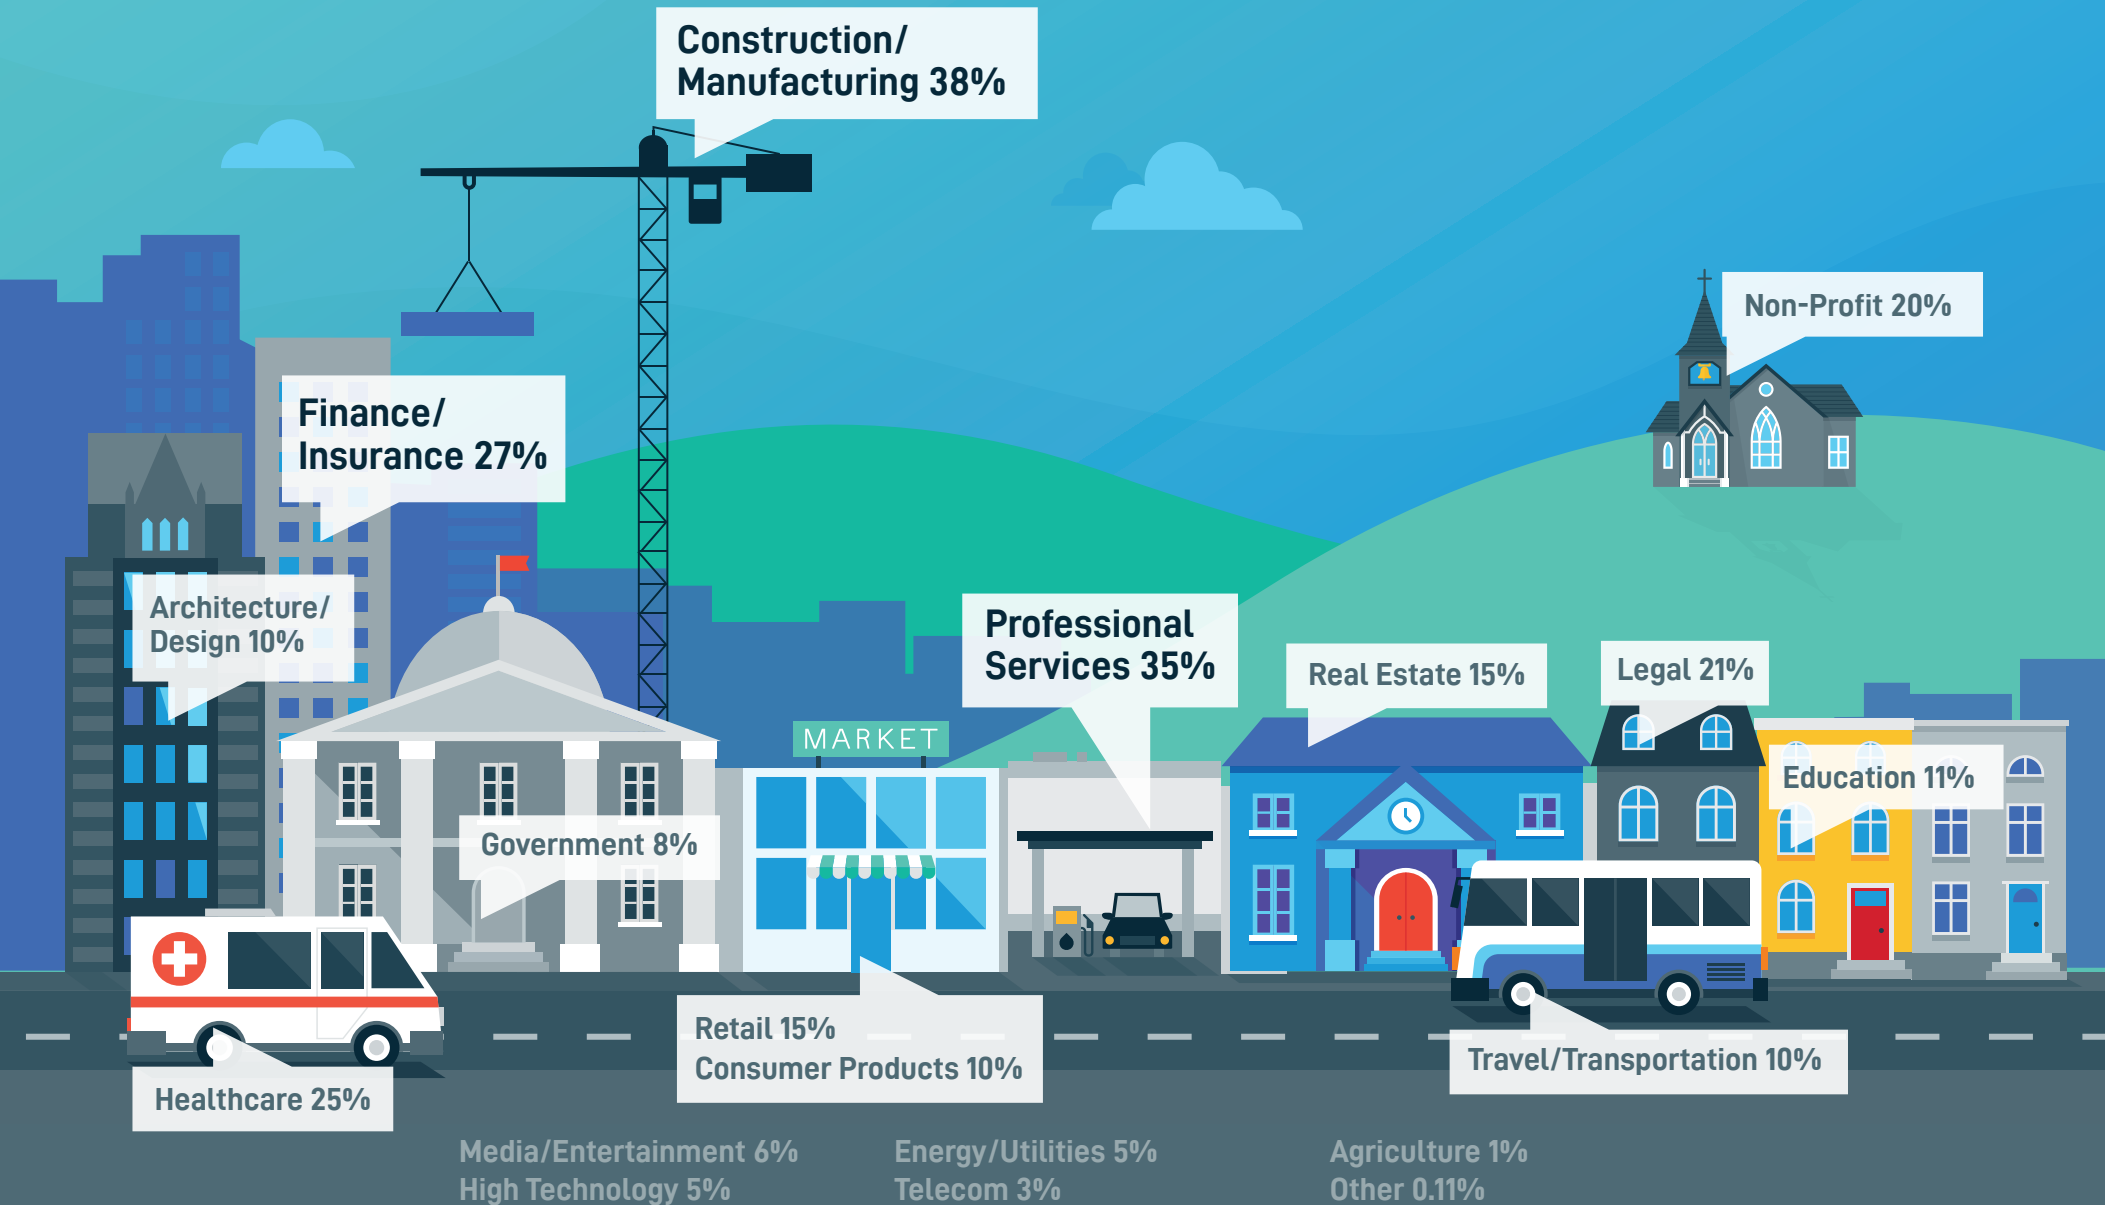 Construction/
Manufacturing 38%
Non-Profit 20%
Finance/
Insurance 27%
Architecture/
Design 10%
Professional
Services 35%
Real Estate 15%
Legal 21%
MARKET
Education 11%
Government 8%
Retail 15%
Consumer Products 10%
Travel/Transportation 10%
Healthcare 25%
Media/Entertainment 6%
High Technology 5%
Energy/Utilities 5%
Telecom 3%
Agriculture 1%
Other 0.11%